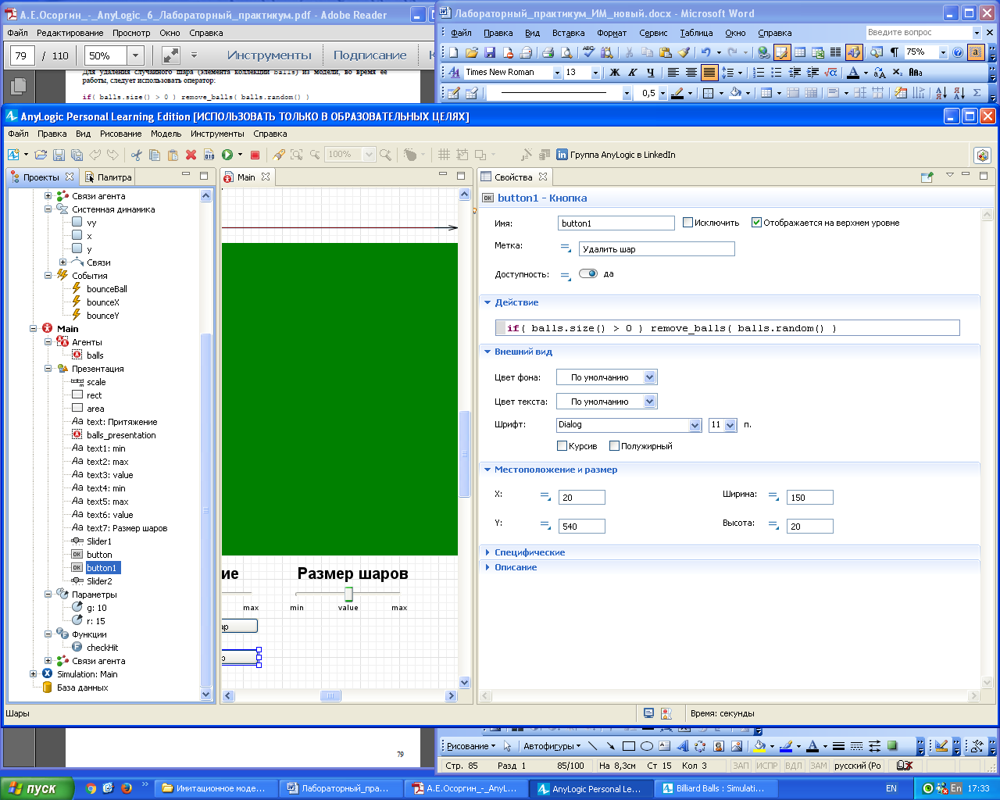 А.Е.Осоргин_-_AnyLogic_6_Лабораторный_практикум.pdf - Adobe Reader
Файл Редактирование Просмотр Окно Справка
79 / 110 50% Инструменты Подписание
Для удаления случайного шара (элемента коллекции balls) из модели, во время ее
работы, следует использовать оператор:
if( balls.size() > 0 ) remove_balls( balls.random() )
Лабораторный_практикум_ИМ_новый.docx - Microsoft Word
Файл Правка Вид Вставка Формат Сервис Таблица Окно Справка Введите вопрос
75%
Times New Roman 13 Ж К Ч
0,5
AnyLogic Personal Learning Edition [ИСПОЛЬЗОВАТЬ ТОЛЬКО В ОБРАЗОВАТЕЛЬНЫХ ЦЕЛЯХ]
Файл Правка Вид Рисование Модель Инструменты Справка
100% Группа AnyLogic в LinkedIn
Проекты Палитра
Связи агента
Системная динамика
vy
x
y
Связи
События
bounceBall
bounceX
bounceY
Main
Агенты
balls
Презентация
scale
rect
area
text: Притяжение
balls_presentation
text1: min
text2: max
text3: value
text4: min
text5: max
text6: value
text7: Размер шаров
Slider1
button
button1
Slider2
Параметры
g: 10
r: 15
Функции
checkHit
Связи агента
Simulation: Main
База данных
Main
ие Размер шаров
max min value max
ар
р
Свойства
button1 - Кнопка
Имя: button1 Исключить Отображается на верхнем уровне
Метка: Удалить шар
Доступность: да
Действие
if( balls.size() > 0 ) remove_balls( balls.random() )
Внешний вид
Цвет фона: По умолчанию
Цвет текста: По умолчанию
Шрифт: Dialog 11 п.
Курсив Полужирный
Местоположение и размер
X: 20 Ширина: 150
Y: 540 Высота: 20
Специфические
Описание
Шары Время: секунды
79
Рисование Автофигуры
Стр. 85 Разд 1 85/100 На 8,3см Ст 15 Кол 3 ЗАП ИСПР ВДЛ ЗАМ русский (Ро
пуск Имитационное моде... Лабораторный_пра... А.Е.Осоргин_-_AnyL... AnyLogic Personal Le... Billiard Balls : Simulati... EN En 17:33